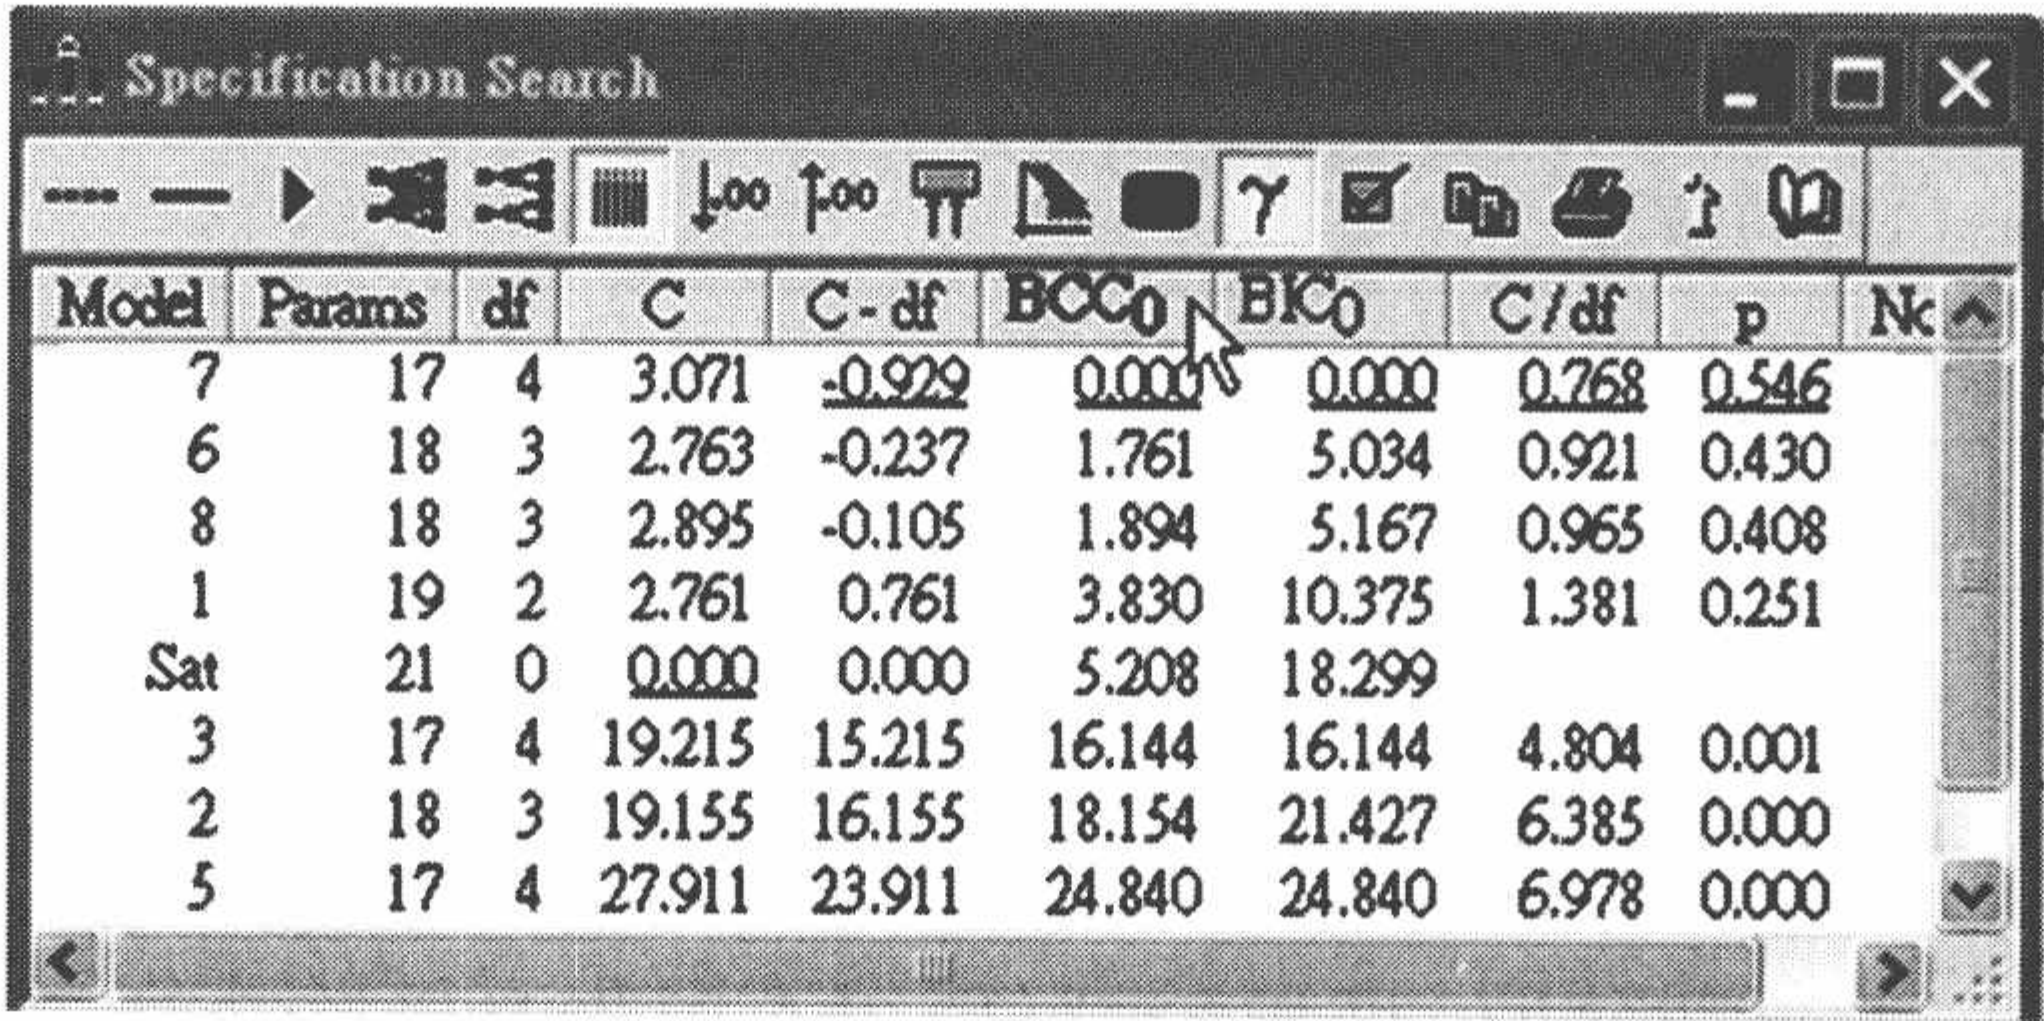 Specification Search
.00 .00 γ
Model Params df C C - df BCC0 BIC0 C / df p
7 17 4 3.071 -0.929 0.000 0.000 0.768 0.546
6 18 3 2.763 -0.237 1.761 5.034 0.921 0.430
8 18 3 2.895 -0.105 1.894 5.167 0.965 0.408
1 19 2 2.761 0.761 3.830 10.375 1.381 0.251
Sat 21 0 0.000 0.000 5.208 18.299
3 17 4 19.215 15.215 16.144 16.144 4.804 0.001
2 18 3 19.155 16.155 18.154 21.427 6.385 0.000
5 17 4 27.911 23.911 24.840 24.840 6.978 0.000